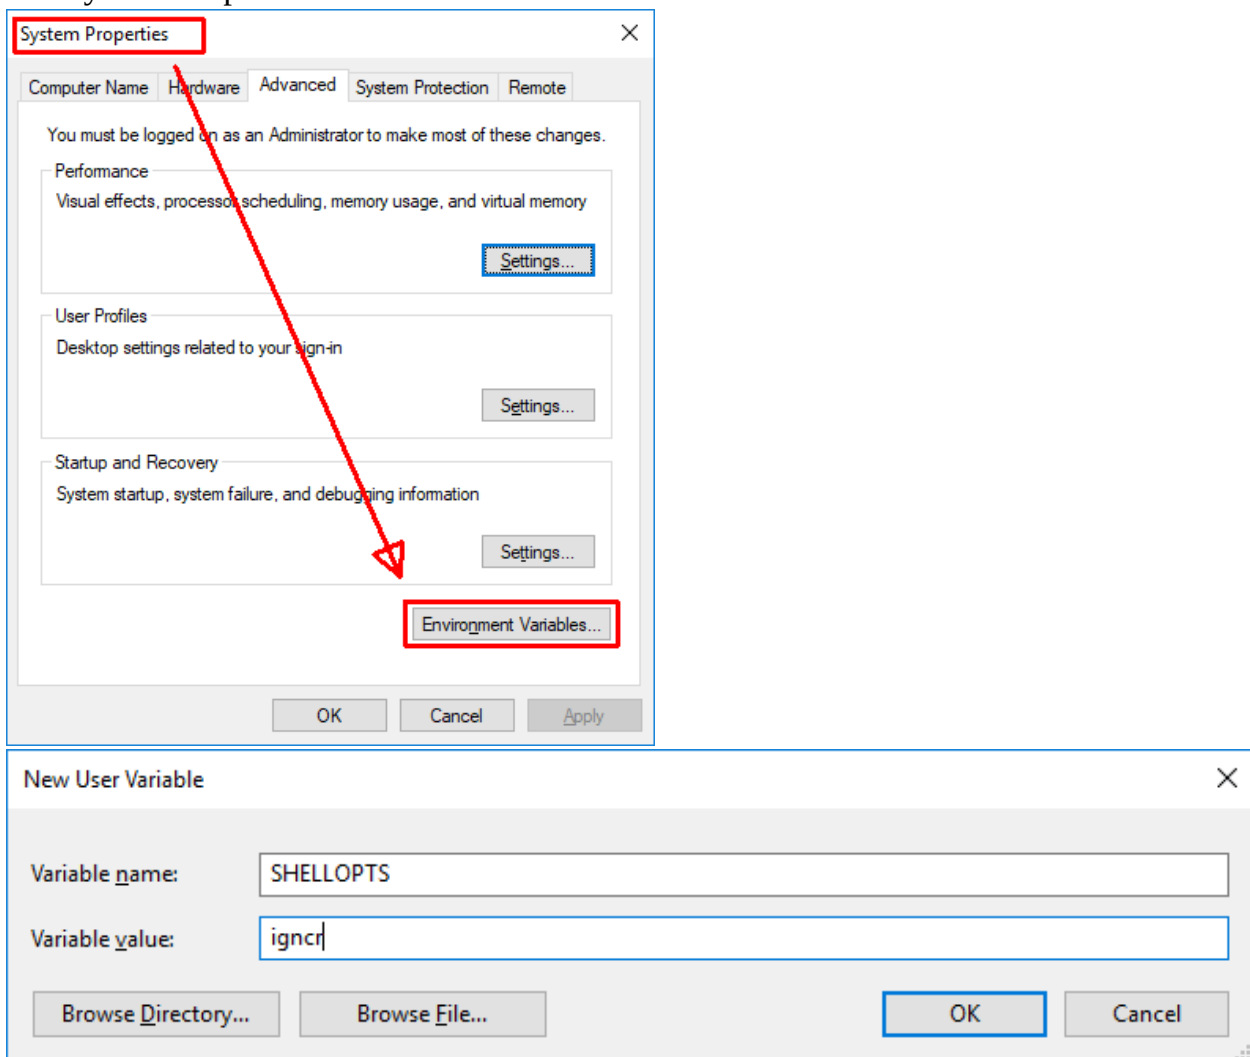 System Properties
Computer Name Hardware Advanced System Protection Remote
You must be logged on as an Administrator to make most of these changes.
Performance
Visual effects, processor scheduling, memory usage, and virtual memory
Settings...
User Profiles
Desktop settings related to your sign-in
Settings...
Startup and Recovery
System startup, system failure, and debugging information
Settings...
Environment Variables...
OK Cancel Apply
New User Variable
Variable name: SHELLOPTS
Variable value: igncr
Browse Directory... Browse File... OK Cancel